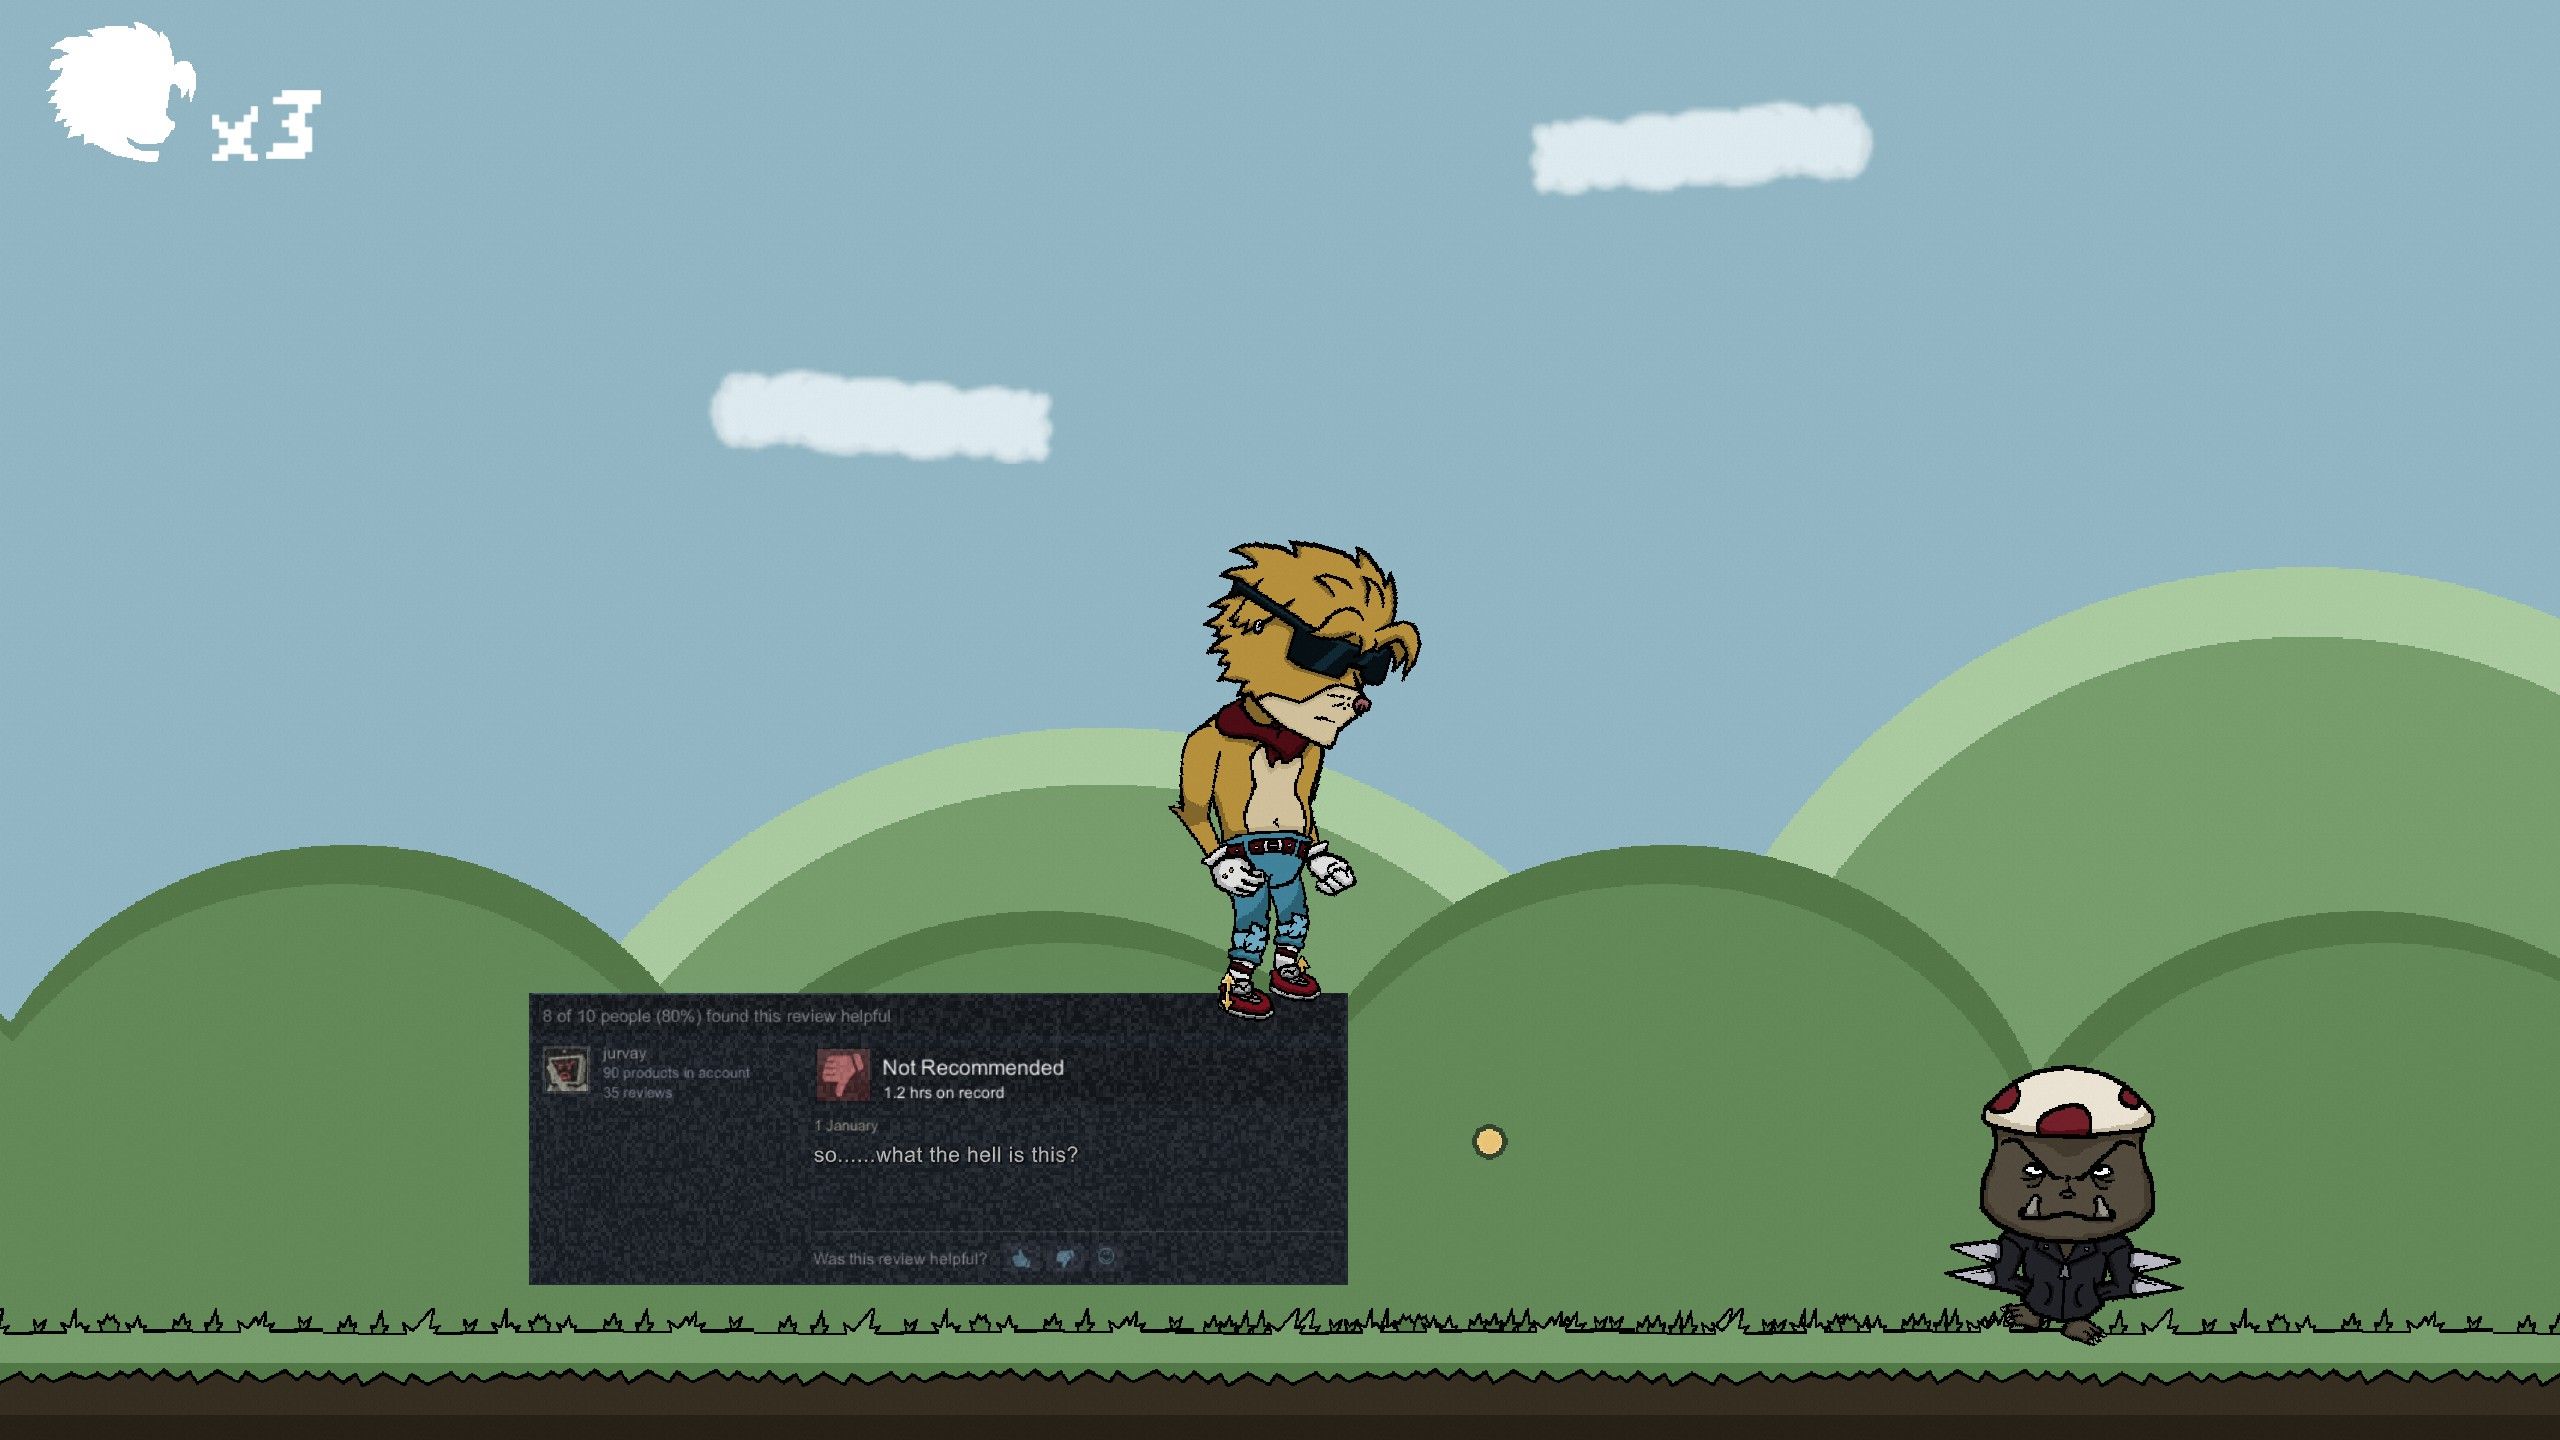 x3
8 of 10 people (80%) found this review helpful
jurvay
90 products in account
35 reviews
Not Recommended
1.2 hrs on record
1 January
so......what the hell is this?
Was this review helpful?